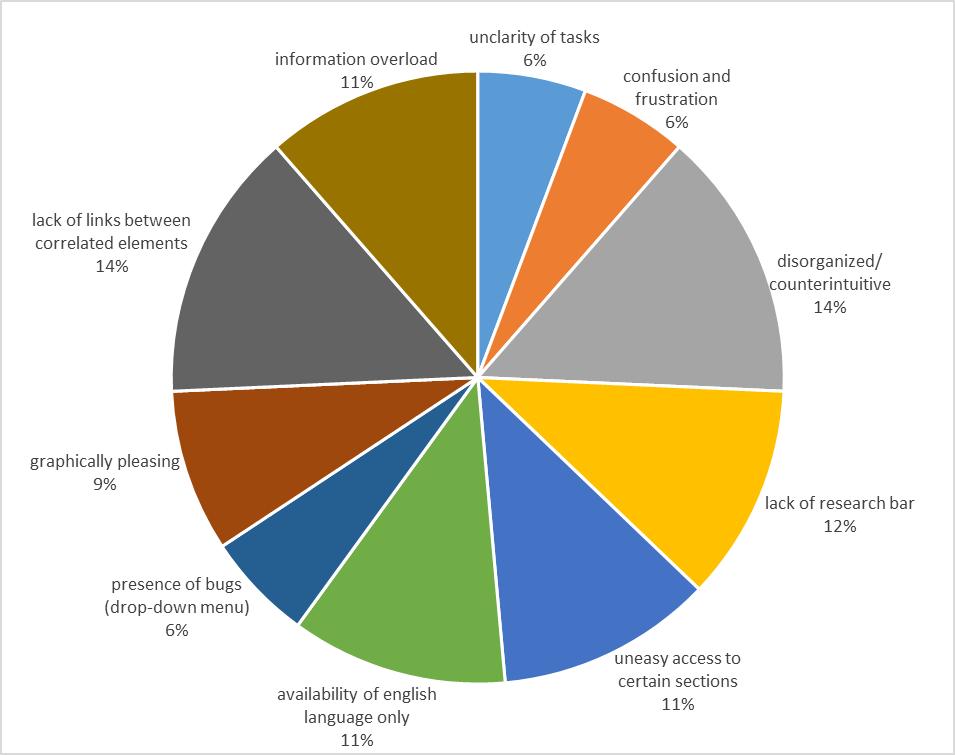 unclarity of tasks
6%
confusion and
frustration
6%
disorganized/
counterintuitive
14%
lack of research bar
12%
uneasy access to
certain sections
11%
availability of english
language only
11%
presence of bugs
(drop-down menu)
6%
graphically pleasing
9%
lack of links between
correlated elements
14%
information overload
11%